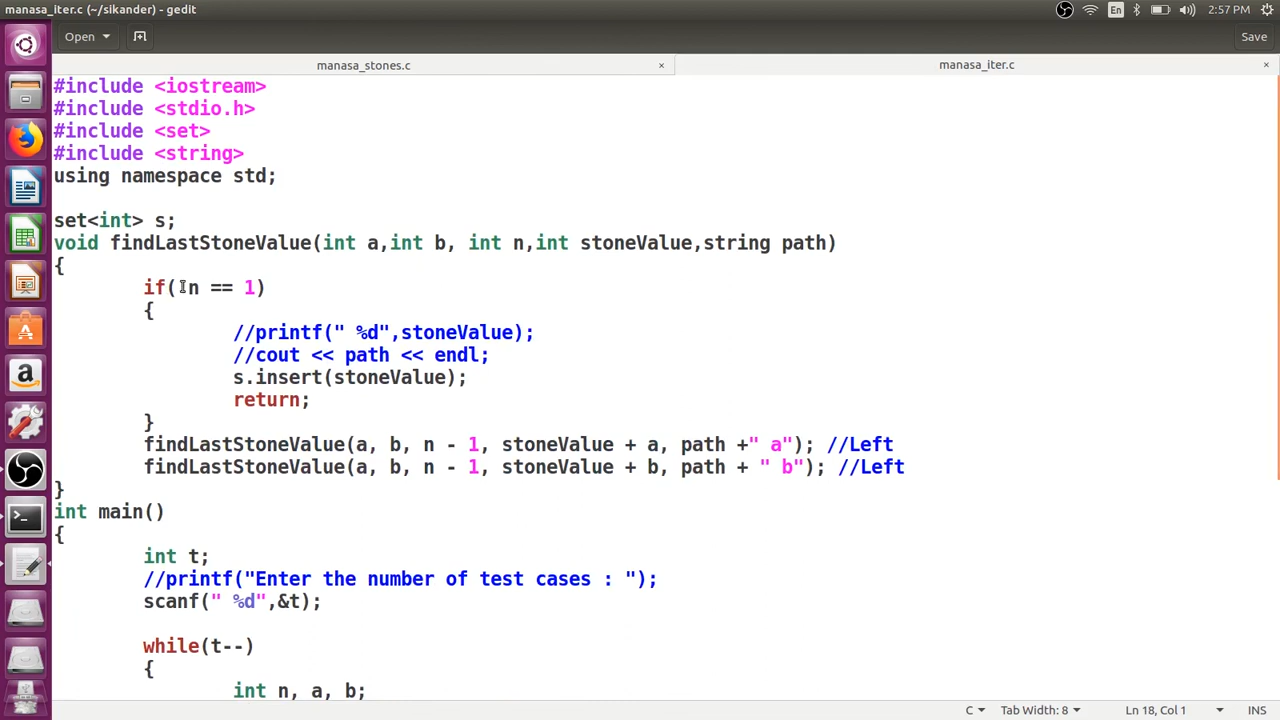 manasa_iter.c (~/sikander) - gedit
En
2:57 PM
Open
Save
manasa_stones.c ×
manasa_iter.c ×
#include <iostream>
#include <stdio.h>
#include <set>
#include <string>
using namespace std;
set<int> s;
void findLastStoneValue(int a,int b, int n,int stoneValue,string path)
{
if( n == 1)
{
//printf(" %d",stoneValue);
//cout << path << endl;
s.insert(stoneValue);
return;
}
findLastStoneValue(a, b, n - 1, stoneValue + a, path +" a"); //Left
findLastStoneValue(a, b, n - 1, stoneValue + b, path + " b"); //Left
}
int main()
{
int t;
//printf("Enter the number of test cases : ");
scanf(" %d",&t);
while(t--)
{
int n, a, b;
C
Tab Width: 8
Ln 18, Col 1
INS